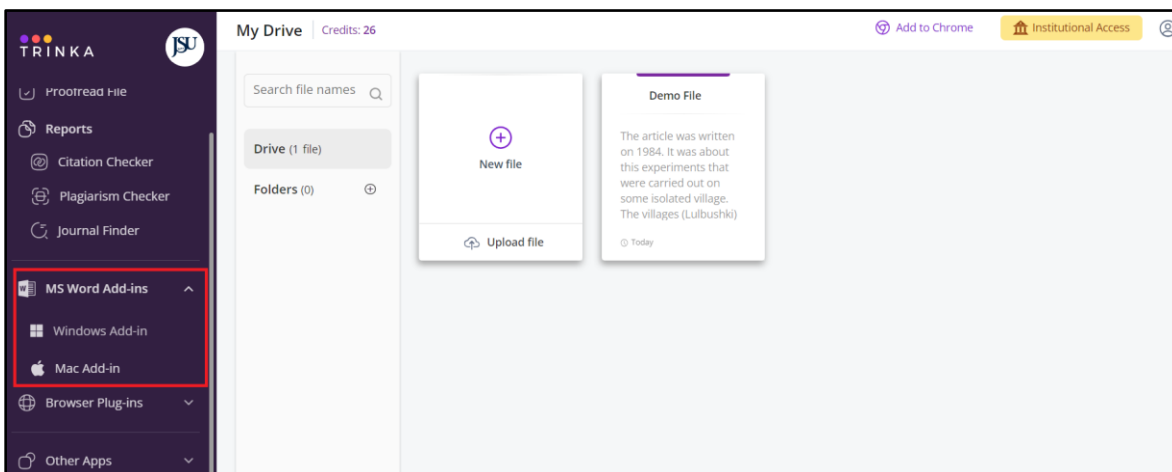 TRINKA
JSU
Proofread File
Reports
Citation Checker
Plagiarism Checker
Journal Finder
MS Word Add-ins
Windows Add-in
Mac Add-in
Browser Plug-ins
Other Apps
My Drive
Credits: 26
Add to Chrome
Institutional Access
Search file names
Drive (1 file)
Folders (0)
New file
Upload file
Demo File
The article was written
on 1984. It was about
this experiments that
were carried out on
some isolated village.
The villages (Lulbushki)
Today